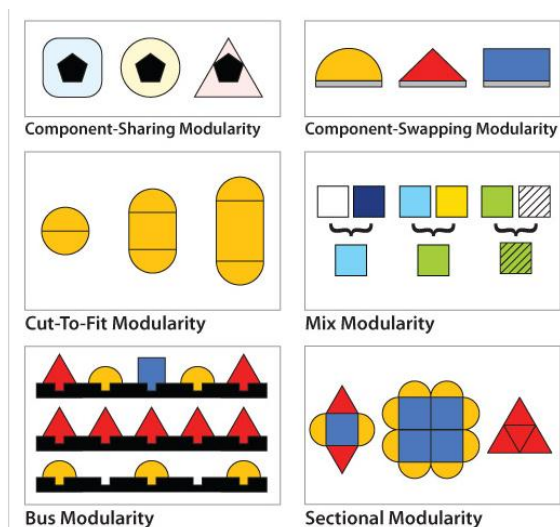 Component-Sharing Modularity
Component-Swapping Modularity
Cut-To-Fit Modularity
Mix Modularity
Bus Modularity
Sectional Modularity